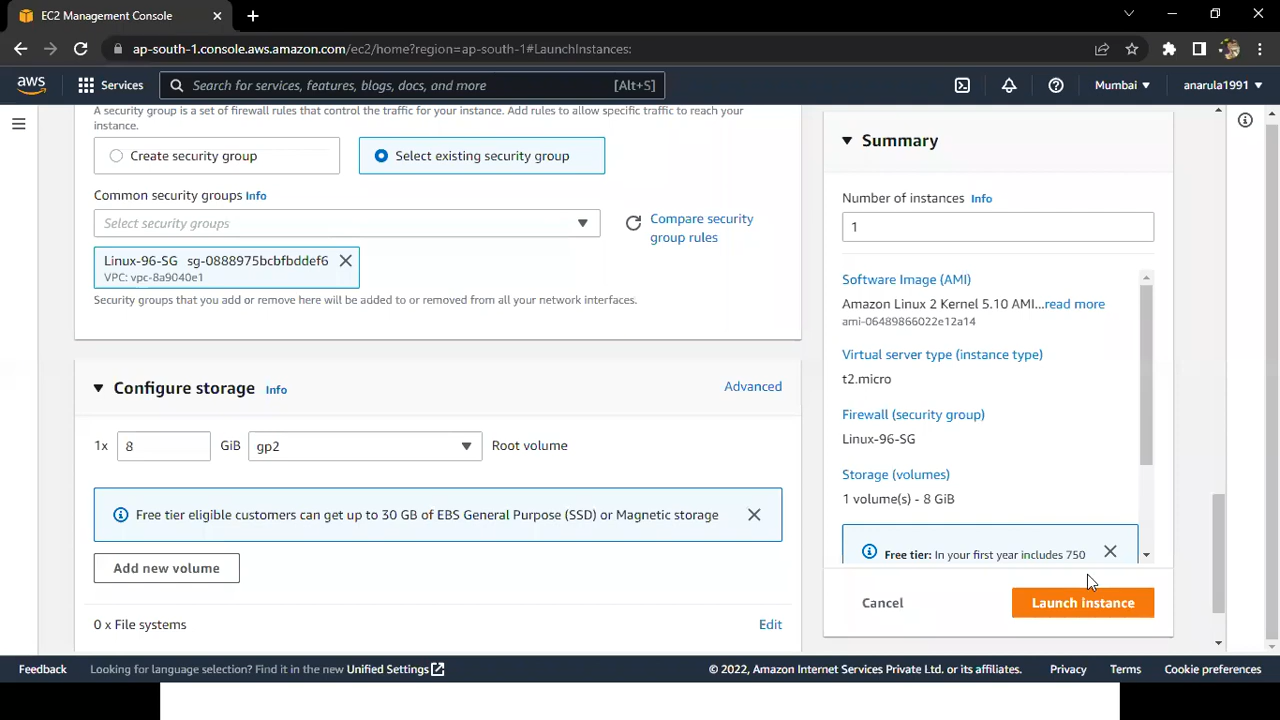 EC2 Management Console
ap-south-1.console.aws.amazon.com/ec2/home?region=ap-south-1#LaunchInstances:
aws
Services
Search for services, features, blogs, docs, and more
[Alt+S]
Mumbai
anarula1991
A security group is a set of firewall rules that control the traffic for your instance. Add rules to allow specific traffic to reach your
instance.
Create security group
Select existing security group
Common security groups Info
Select security groups
Compare security
group rules
Linux-96-SG sg-0888975bcbfbddef6
VPC: vpc-8a9040e1
Security groups that you add or remove here will be added to or removed from all your network interfaces.
Configure storage Info
Advanced
1x
8
GiB
gp2
Root volume
Free tier eligible customers can get up to 30 GB of EBS General Purpose (SSD) or Magnetic storage
Add new volume
0 x File systems
Edit
Summary
Number of instances Info
1
Software Image (AMI)
Amazon Linux 2 Kernel 5.10 AMI...read more
ami-06489866022e12a14
Virtual server type (instance type)
t2.micro
Firewall (security group)
Linux-96-SG
Storage (volumes)
1 volume(s) - 8 GiB
Free tier: In your first year includes 750
Cancel
Launch instance
Feedback
Looking for language selection? Find it in the new Unified Settings
© 2022, Amazon Internet Services Private Ltd. or its affiliates.
Privacy
Terms
Cookie preferences